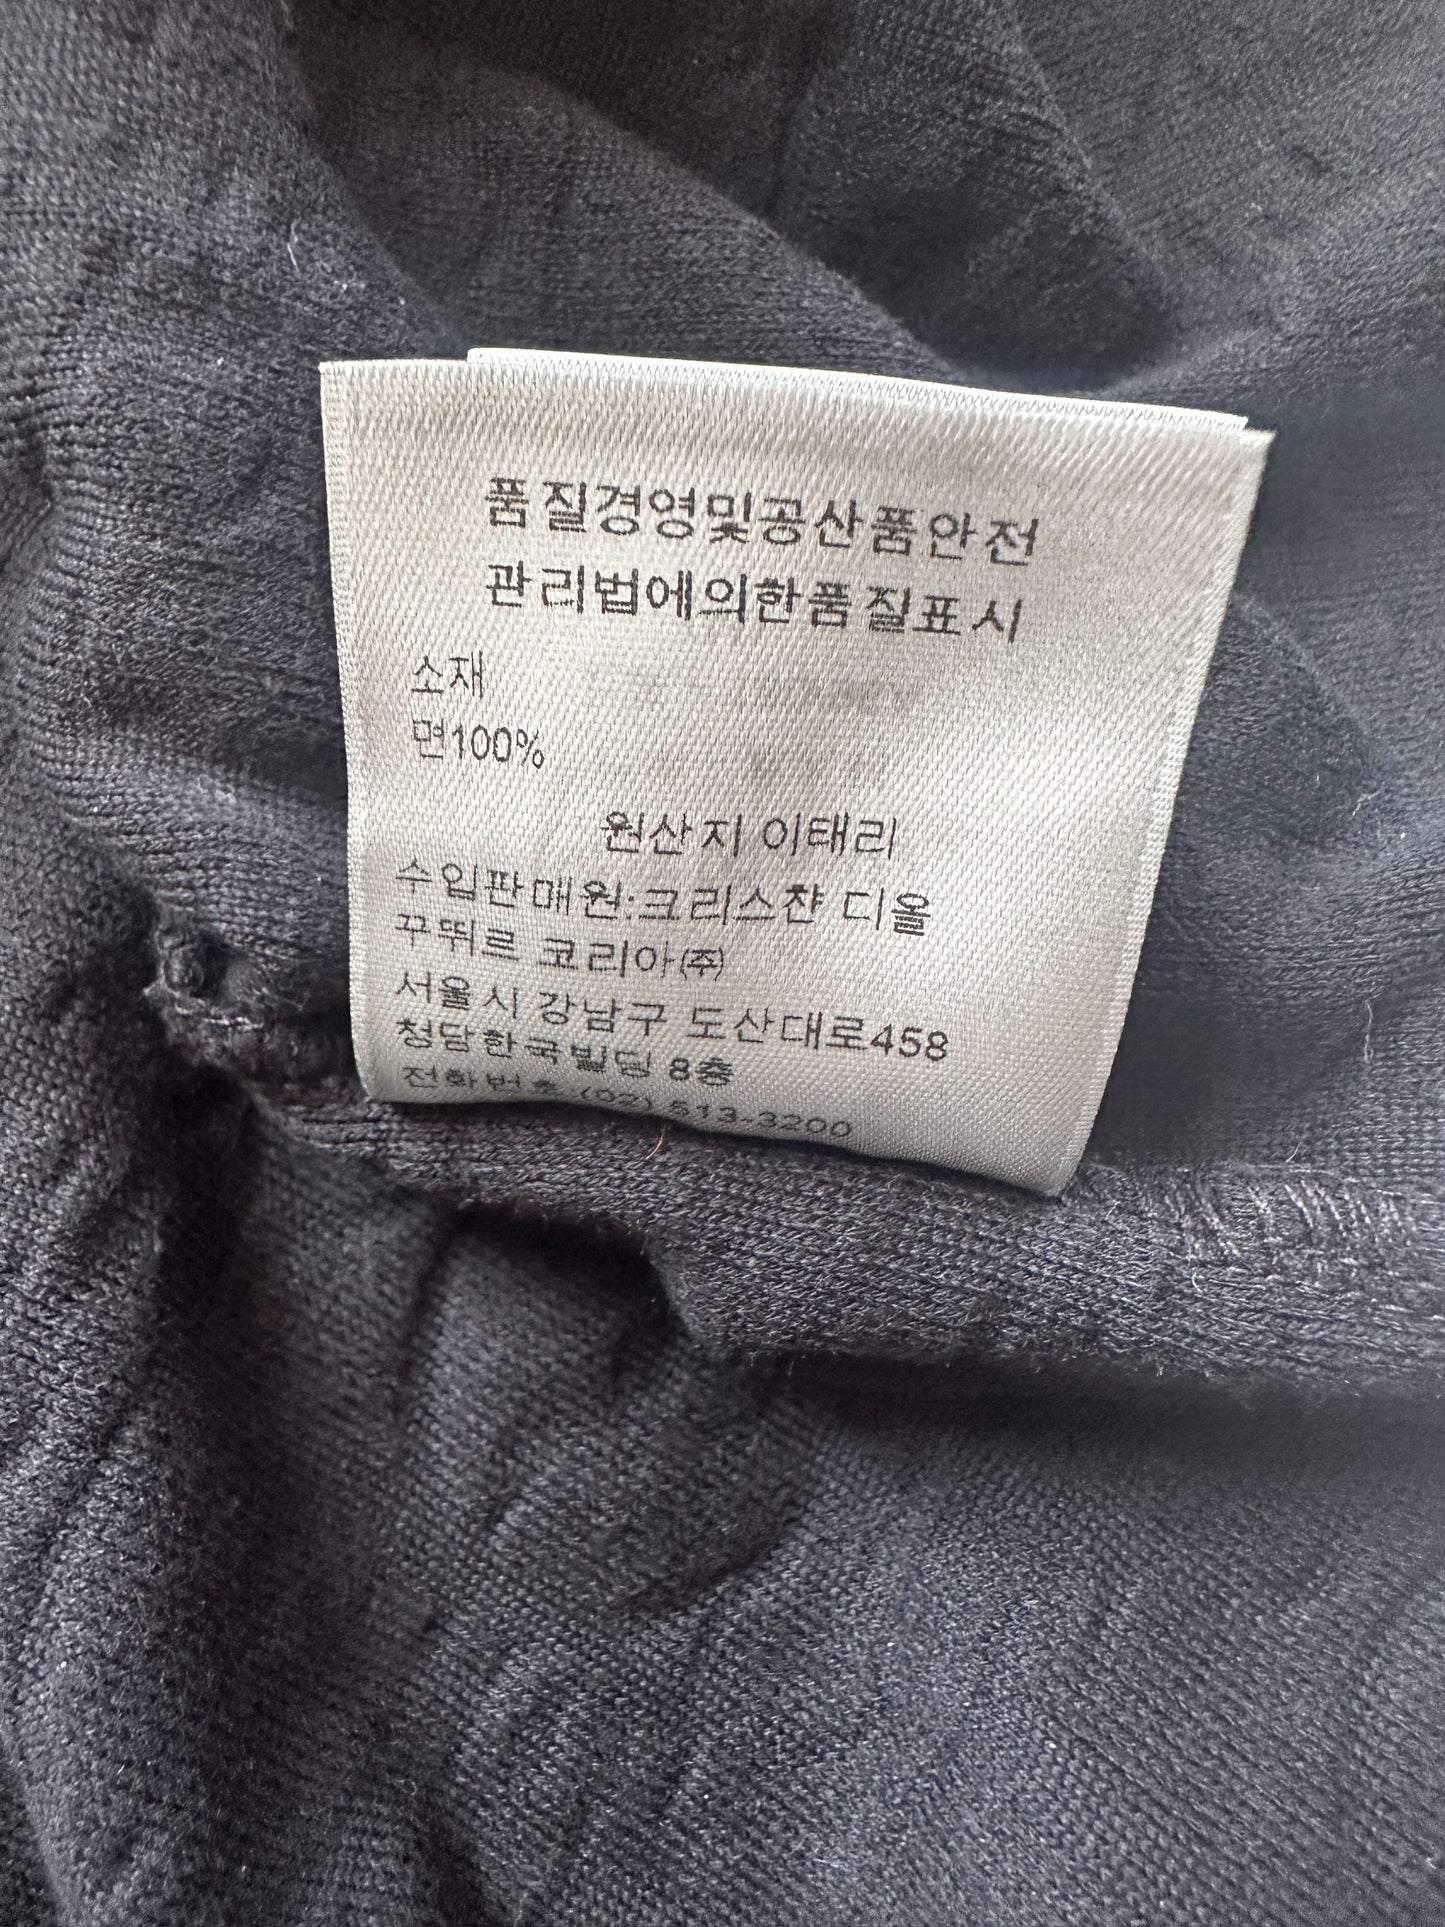 품질경영및공산품안전
관리법에의한품질표시
소재
면100%
원산지 이태리
수입판매원:크리스챤 디올
꾸뛰르 코리아(주)
서울시 강남구 도산대로458
청담한국빌딩 8층
전화번호 (02) 513-3200